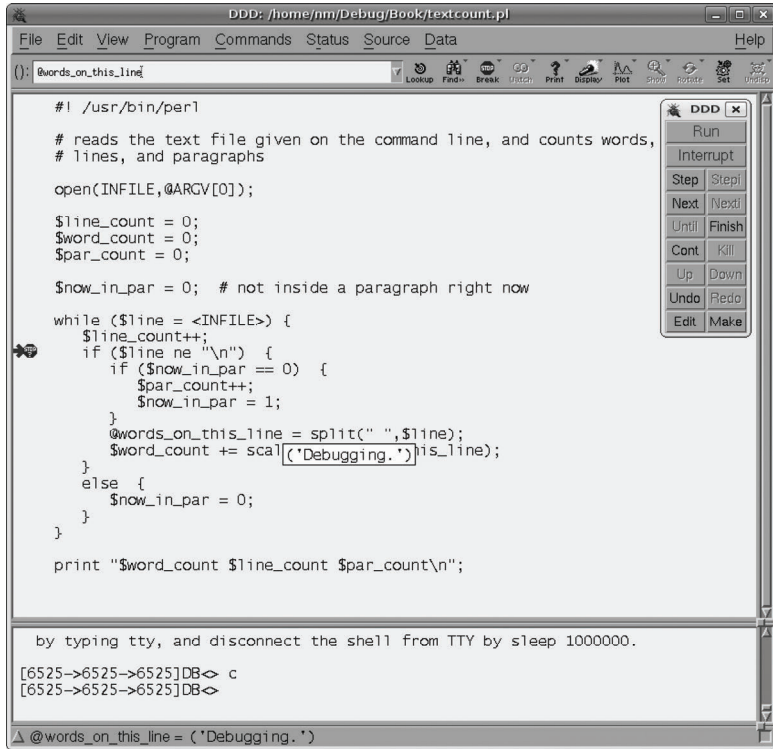 DDD: /home/nm/Debug/Book/textcount.pl
File Edit View Program Commands Status Source Data Help
(): @words_on_this_line
Lookup Find» Break Watch Print Display Plot Show Rotate Set Undisp
#! /usr/bin/perl
# reads the text file given on the command line, and counts words,
# lines, and paragraphs
open(INFILE,@ARGV[0]);
$line_count = 0;
$word_count = 0;
$par_count = 0;
$now_in_par = 0;  # not inside a paragraph right now
while ($line = <INFILE>) {
$line_count++;
STOP
if ($line ne "\n")  {
if ($now_in_par == 0)  {
$par_count++;
$now_in_par = 1;
}
@words_on_this_line = split(" ",$line);
$word_count += scal
('Debugging.')
his_line);
}
else  {
$now_in_par = 0;
}
}
print "$word_count $line_count $par_count\n";
DDD
Run
Interrupt
Step Stepi
Next Nexti
Until Finish
Cont Kill
Up Down
Undo Redo
Edit Make
by typing tty, and disconnect the shell from TTY by sleep 1000000.
[6525->6525->6525]DB<> c
[6525->6525->6525]DB<>
@words_on_this_line = ('Debugging.')